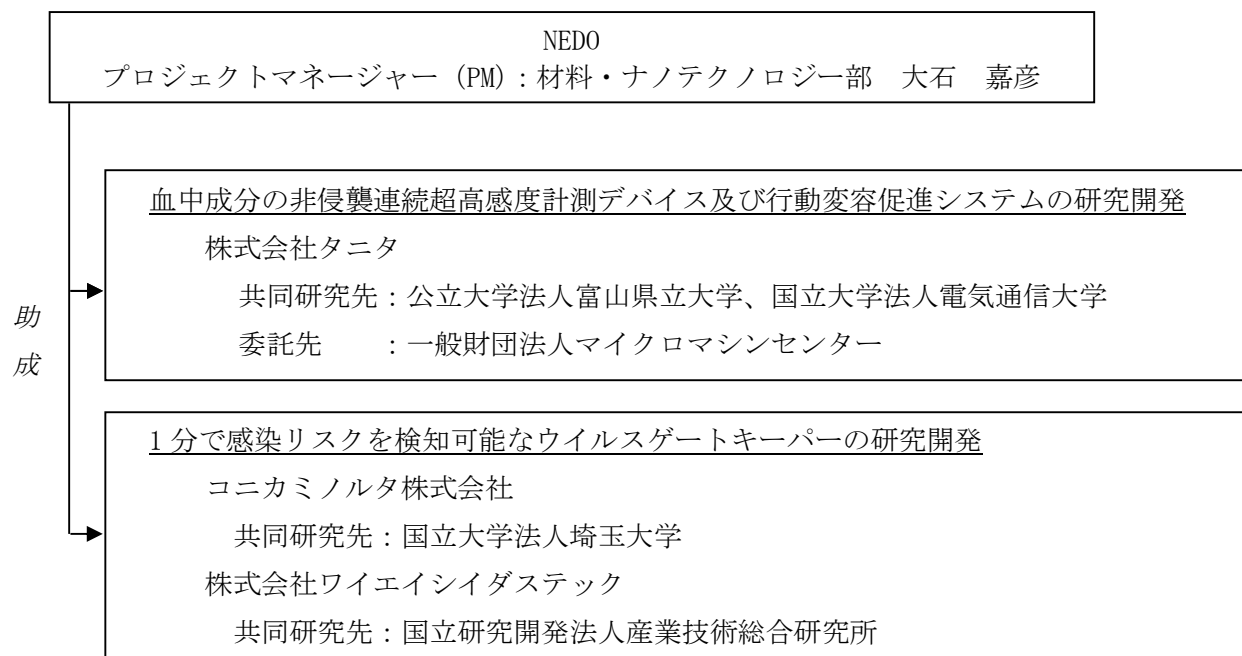 NEDO
プロジェクトマネージャー (PM):材料・ナノテクノロジー部　大石　嘉彦
血中成分の非侵襲連続超高感度計測デバイス及び行動変容促進システムの研究開発
株式会社タニタ
共同研究先:公立大学法人富山県立大学、国立大学法人電気通信大学
委託先　　:一般財団法人マイクロマシンセンター
助
成
1分で感染リスクを検知可能なウイルスゲートキーパーの研究開発
コニカミノルタ株式会社
共同研究先:国立大学法人埼玉大学
株式会社ワイエイシイダステック
共同研究先:国立研究開発法人産業技術総合研究所